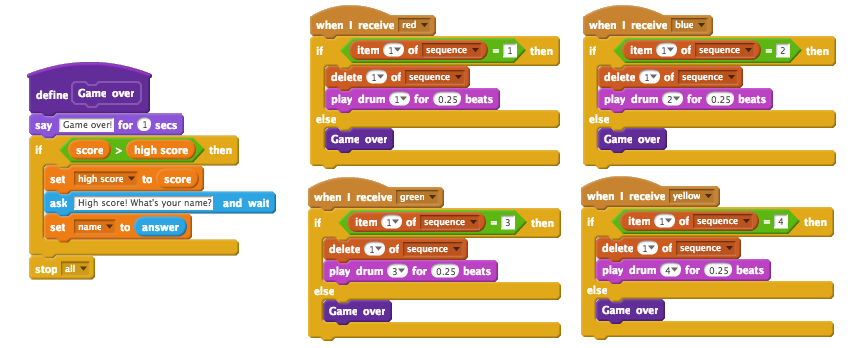 define Game over
say Game over! for 1 secs
if score > high score then
set high score to score
ask High score! What's your name? and wait
set name to answer
stop all
when I receive red
if item 1 of sequence = 1 then
delete 1 of sequence
play drum 1 for 0.25 beats
else
Game over
when I receive blue
if item 1 of sequence = 2 then
delete 1 of sequence
play drum 2 for 0.25 beats
else
Game over
when I receive green
if item 1 of sequence = 3 then
delete 1 of sequence
play drum 3 for 0.25 beats
else
Game over
when I receive yellow
if item 1 of sequence = 4 then
delete 1 of sequence
play drum 4 for 0.25 beats
else
Game over